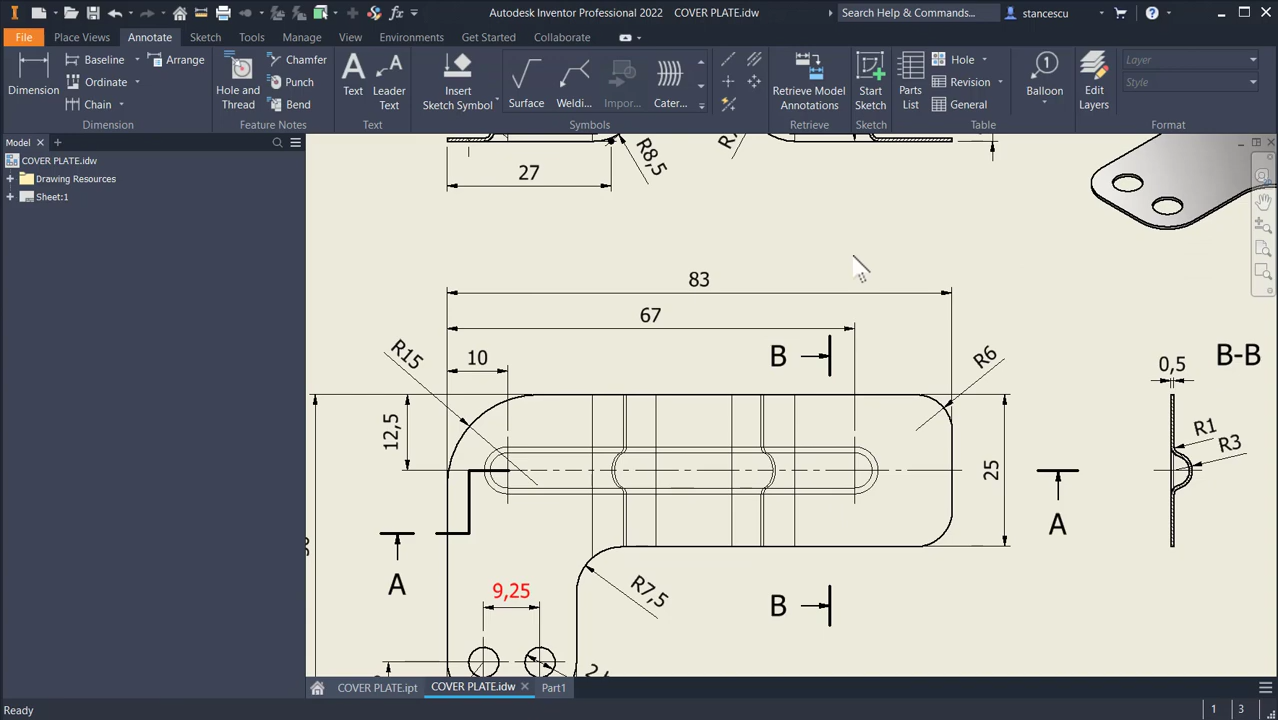 Autodesk Inventor Professional 2022 COVER PLATE.idw
Search Help & Commands...
stancescu
File Place Views Annotate Sketch Tools Manage View Environments Get Started Collaborate
Dimension
Baseline
Ordinate
Chain
Arrange
Dimension
Hole and
Thread
Chamfer
Punch
Bend
Feature Notes
Text
Leader
Text
Text
Insert
Sketch Symbol
Surface
Weldi...
Impor...
Cater...
Symbols
Retrieve Model
Annotations
Retrieve
Start
Sketch
Sketch
Parts
List
Hole
Revision
General
Table
Balloon
Edit
Layers
Layer
Style
Format
Model
COVER PLATE.idw
Drawing Resources
Sheet:1
27
R8,5
83
67
10
R15
12,5
B
R6
25
A
A
9,25
R7,5
B
B-B
0,5
R1
R3
COVER PLATE.ipt COVER PLATE.idw Part1
Ready
1 3